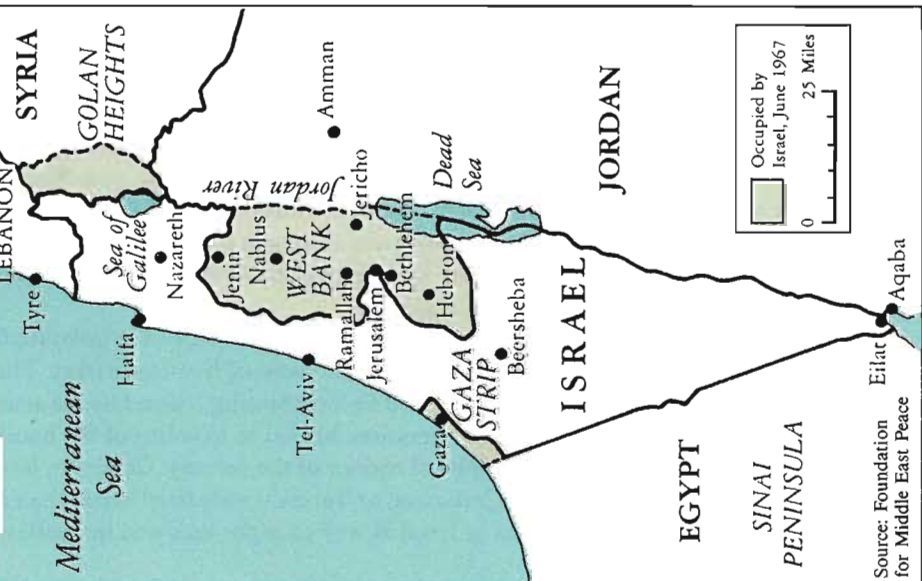 LEBANON
SYRIA
GOLAN
HEIGHTS
Tyre
Sea of
Galilee
Nazareth
Haifa
Mediterranean
Sea
Jordan River
Jenin
Nablus
WEST
BANK
Amman
Tel-Aviv
Ramallah
Jericho
Jerusalem
Bethlehem
Dead
Sea
Hebron
Gaza
GAZA
STRIP
Beersheba
ISRAEL
JORDAN
EGYPT
SINAI
PENINSULA
Eilat
Aqaba
Occupied by
Israel, June 1967
0 25 Miles
Source: Foundation
for Middle East Peace